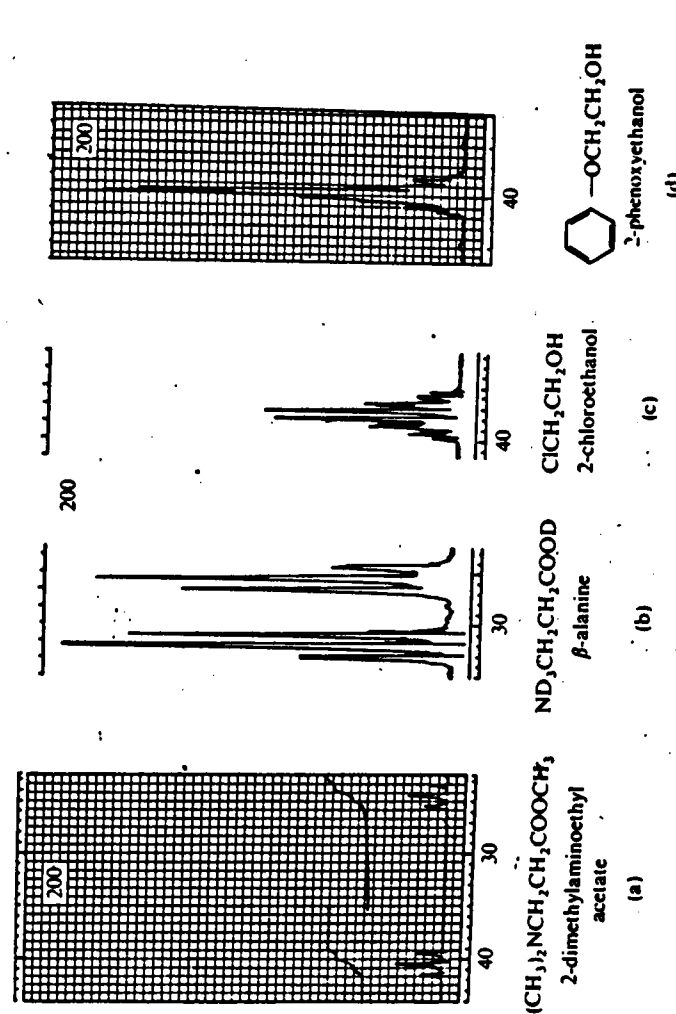 200
40
30
(CH₃)₂NCH₂CH₂COOCH₃
2-dimethylaminoethyl
acetate
(a)
30
ND₃CH₂CH₂COOD
β-alanine
(b)
200
40
ClCH₂CH₂OH
2-chloroethanol
(c)
200
40
—OCH₂CH₂OH
2-phenoxyethanol
(d)